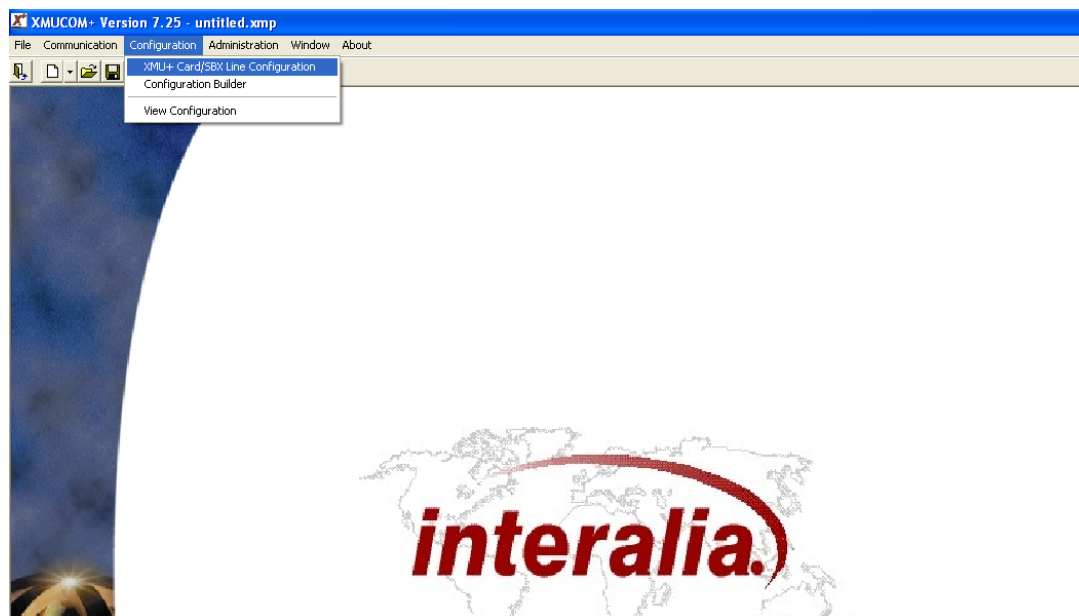 XMUCOM+ Version 7.25 - untitled.xmp
File Communication Configuration Administration Window About
XMU+ Card/SBX Line Configuration
Configuration Builder
View Configuration
interalia.